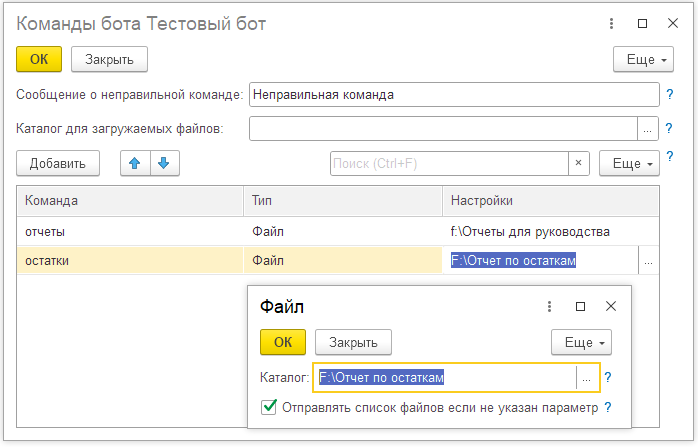 Команды бота Тестовый бот
ОК Закрыть Еще
Сообщение о неправильной команде: Неправильная команда ?
Каталог для загружаемых файлов: ... ?
Добавить Поиск (Ctrl+F) × Еще ?
Команда Тип Настройки
отчеты Файл f:\Отчеты для руководства
остатки Файл F:\Отчет по остаткам ...
Файл
ОК Закрыть Еще
Каталог: F:\Отчет по остаткам ... ?
Отправлять список файлов если не указан параметр ?